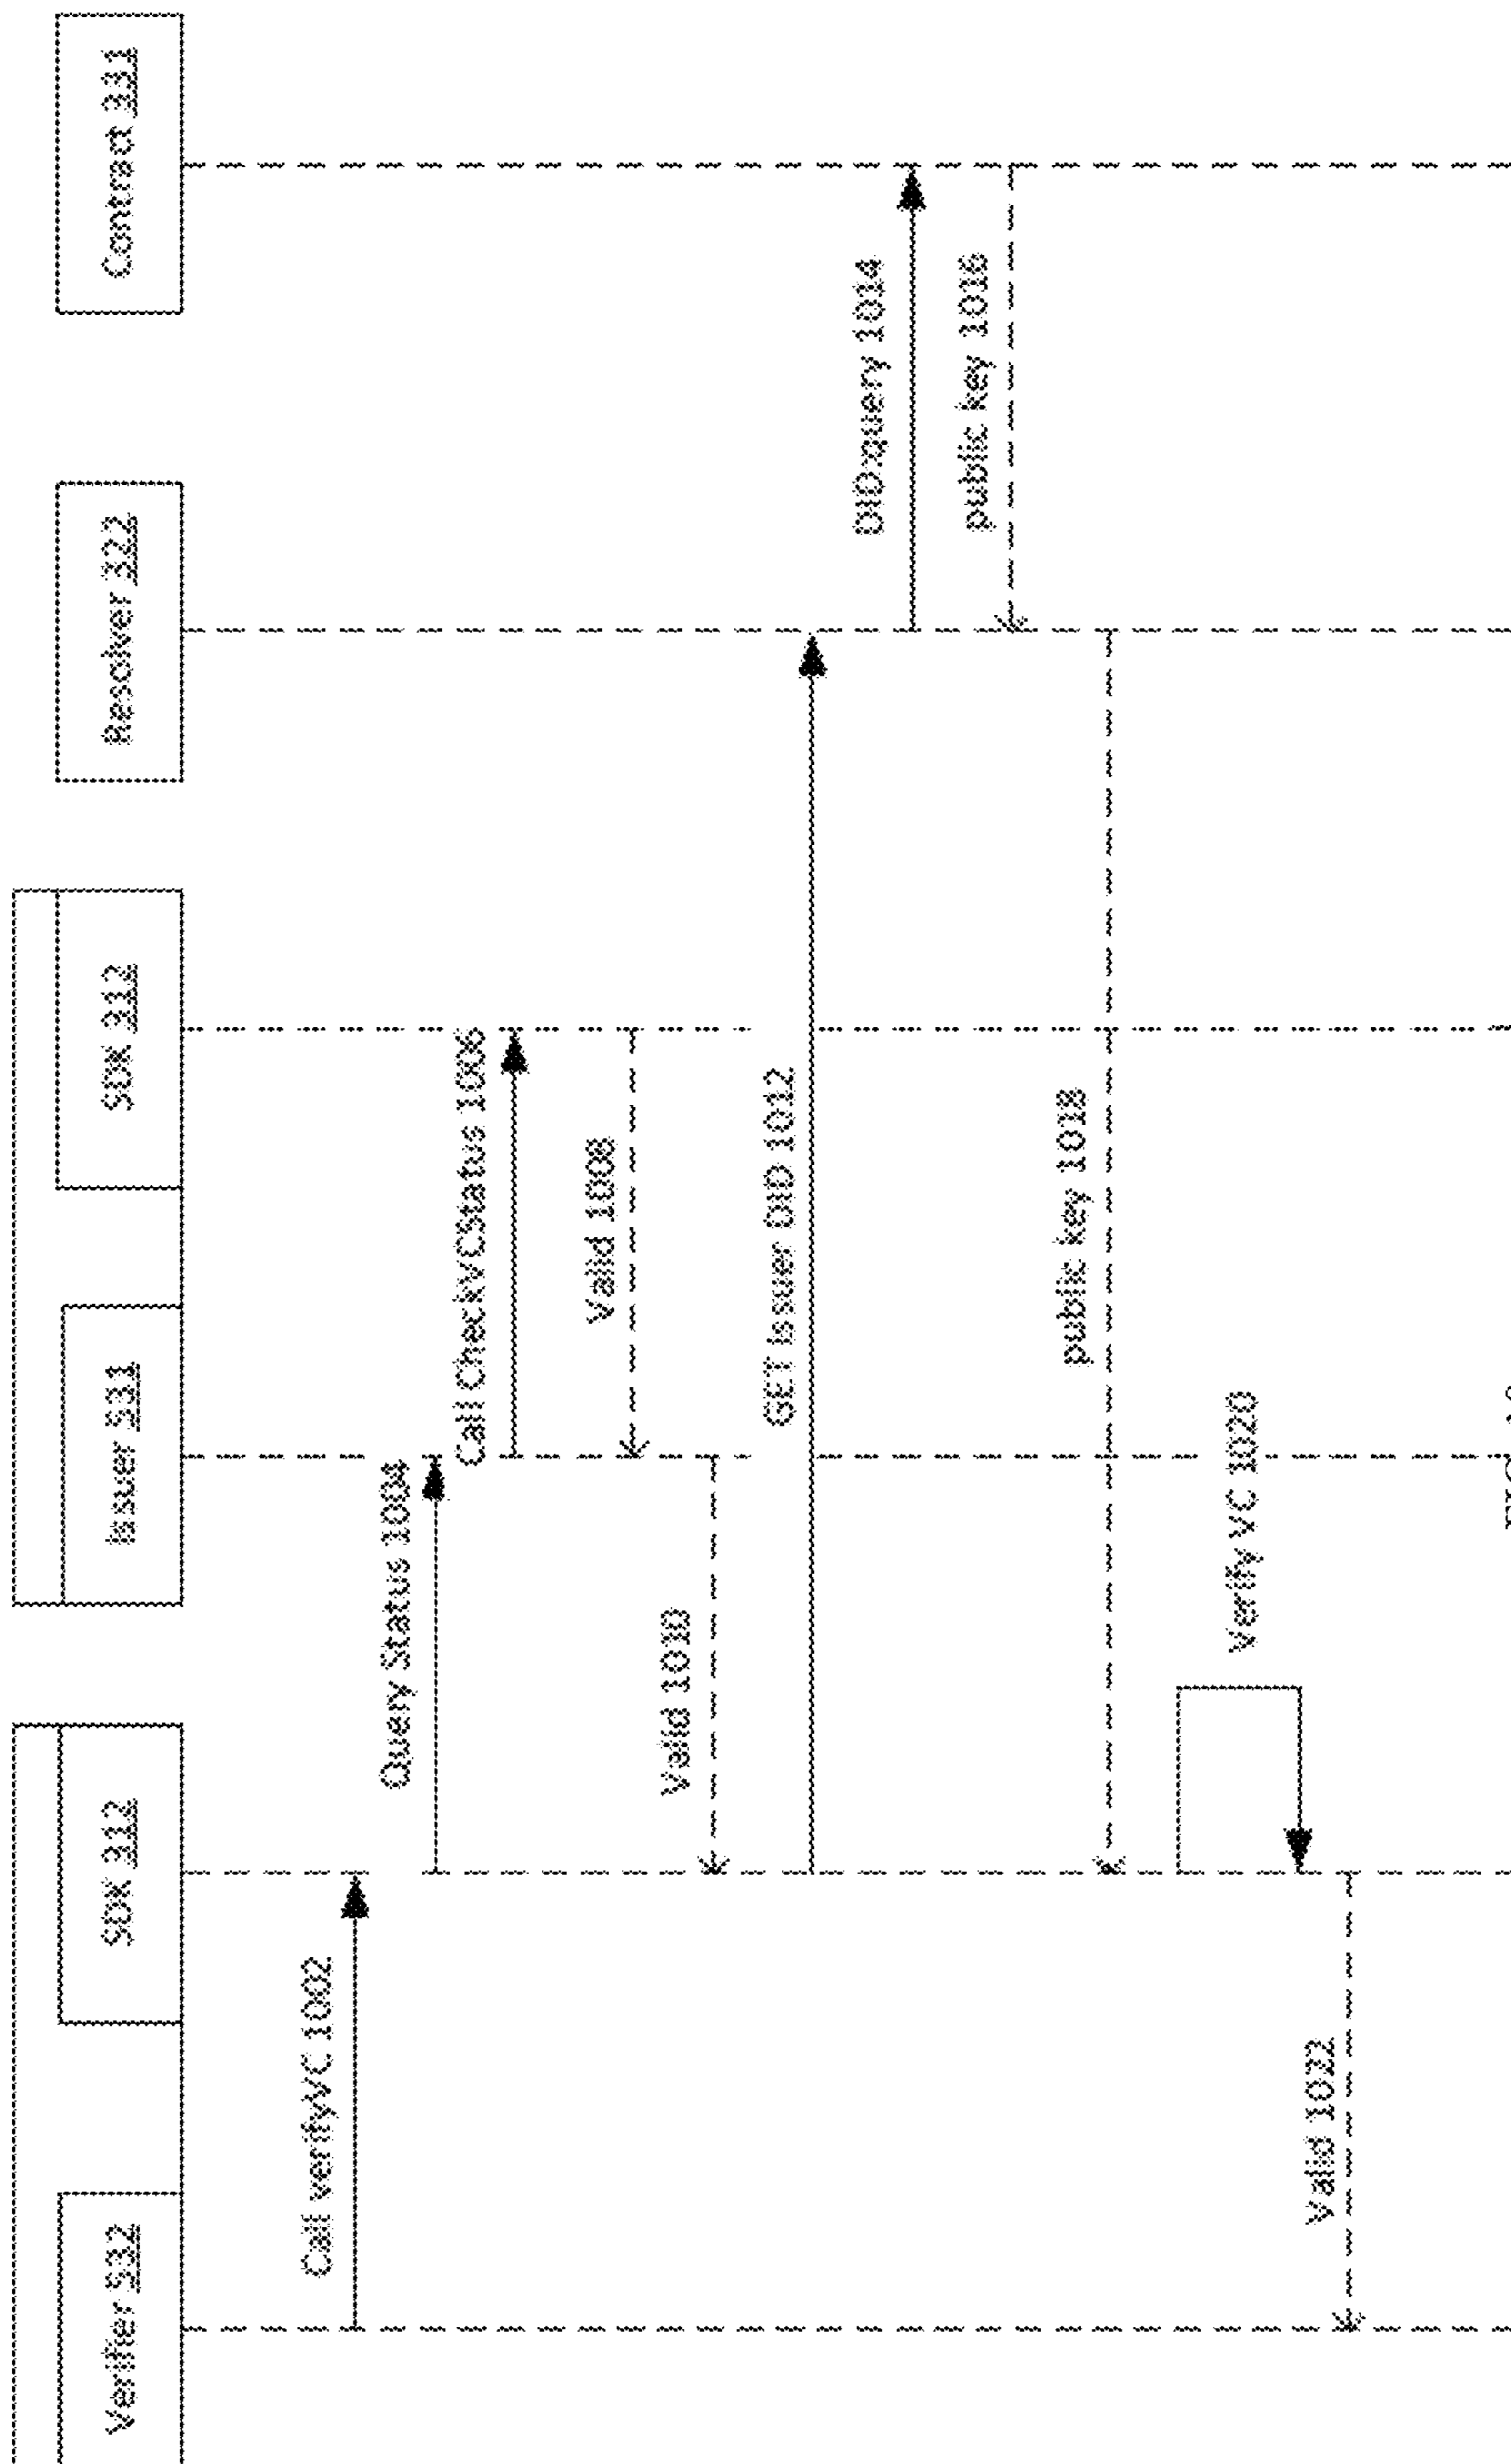 Verifier 532
SDK 312
Issuer 531
SDK 312
Resolver 322
Contract 331
Call verifyVC 1002
Query Status 1004
Call CheckVCStatus 1006
Valid 1008
Valid 1010
GET issuer DID 1012
DID:query 1014
public key 1016
public key 1018
Verify VC 1020
Valid 1022